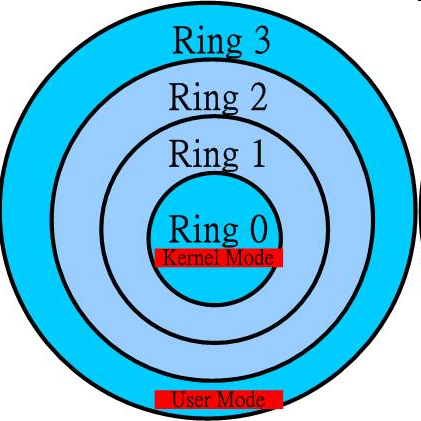 Ring 3
Ring 2
Ring 1
Ring 0
Kernel Mode
User Mode